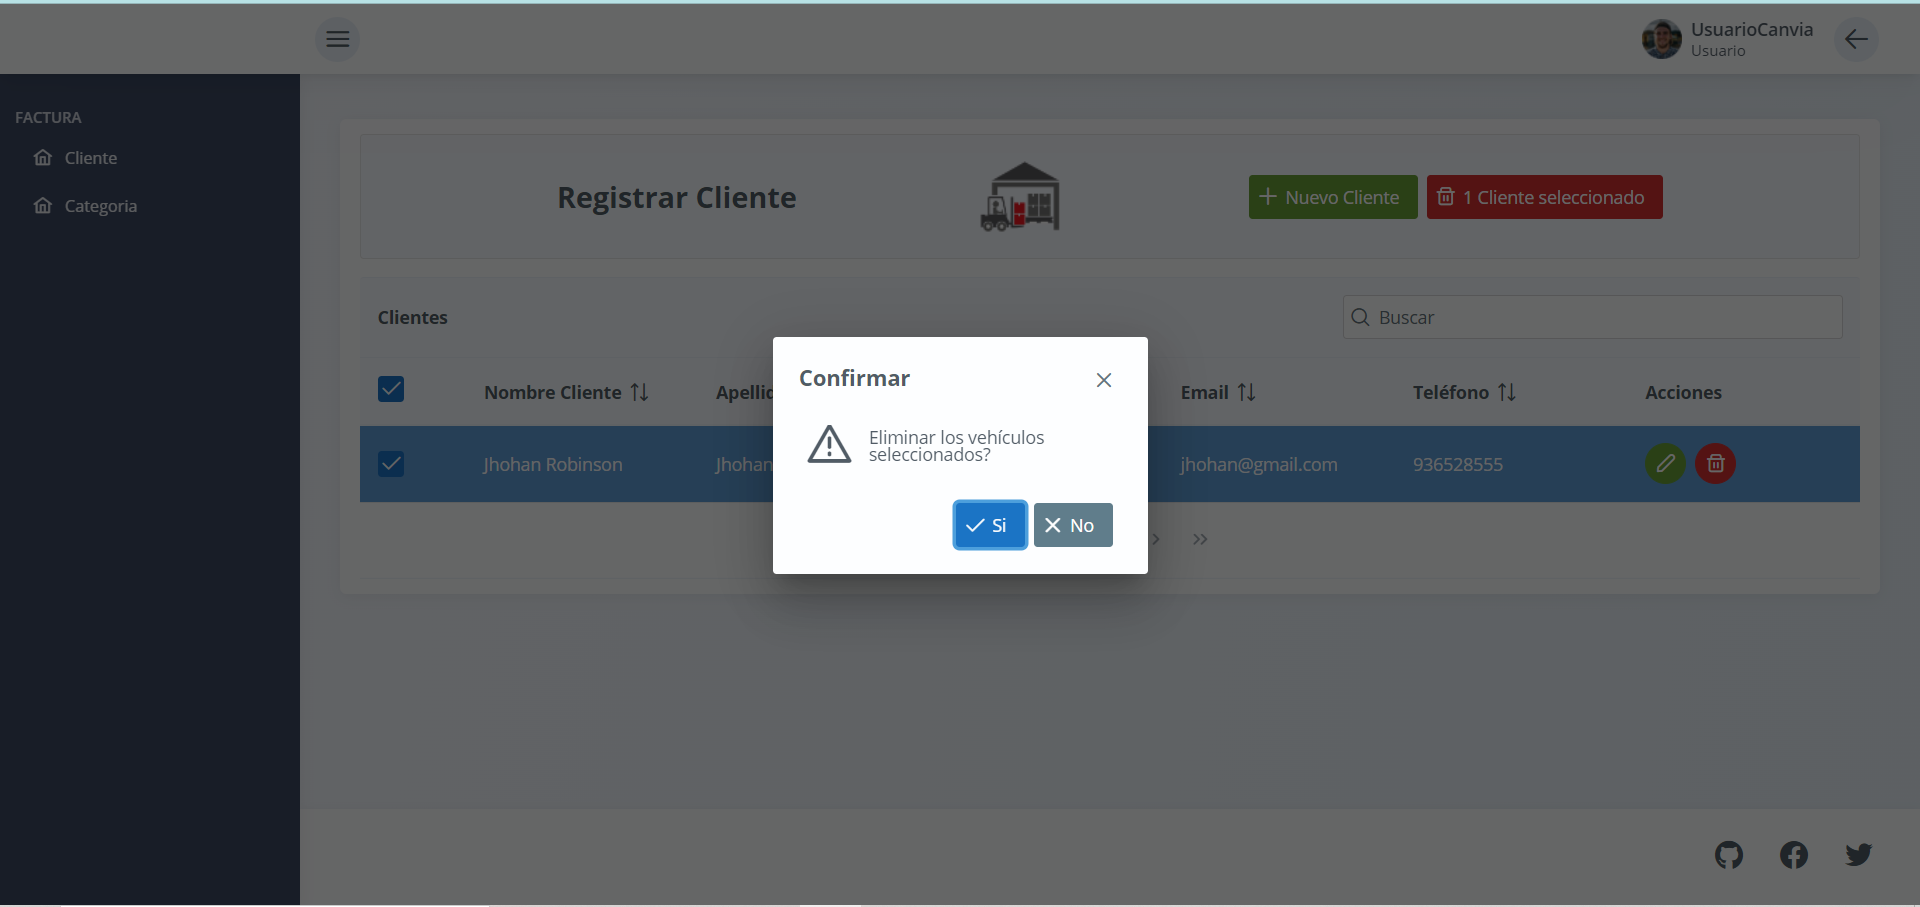 UsuarioCanvia
Usuario
FACTURA
Cliente
Categoria
Registrar Cliente
Nuevo Cliente
1 Cliente seleccionado
Clientes
Buscar
Confirmar
Eliminar los vehículos
seleccionados?
Si
No
Nombre Cliente
Email
Teléfono
Acciones
Jhohan Robinson
Jhohan
jhohan@gmail.com
936528555